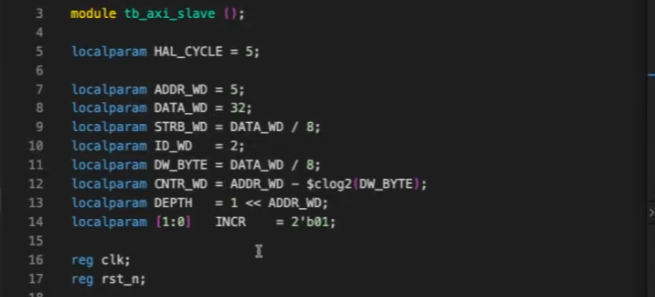 3 module tb_axi_slave ();
4
5 localparam HAL_CYCLE = 5;
6
7 localparam ADDR_WD = 5;
8 localparam DATA_WD = 32;
9 localparam STRB_WD = DATA_WD / 8;
10 localparam ID_WD   = 2;
11 localparam DW_BYTE = DATA_WD / 8;
12 localparam CNTR_WD = ADDR_WD - $clog2(DW_BYTE);
13 localparam DEPTH   = 1 << ADDR_WD;
14 localparam [1:0]   INCR    = 2'b01;
15
16 reg clk;
17 reg rst_n;
18